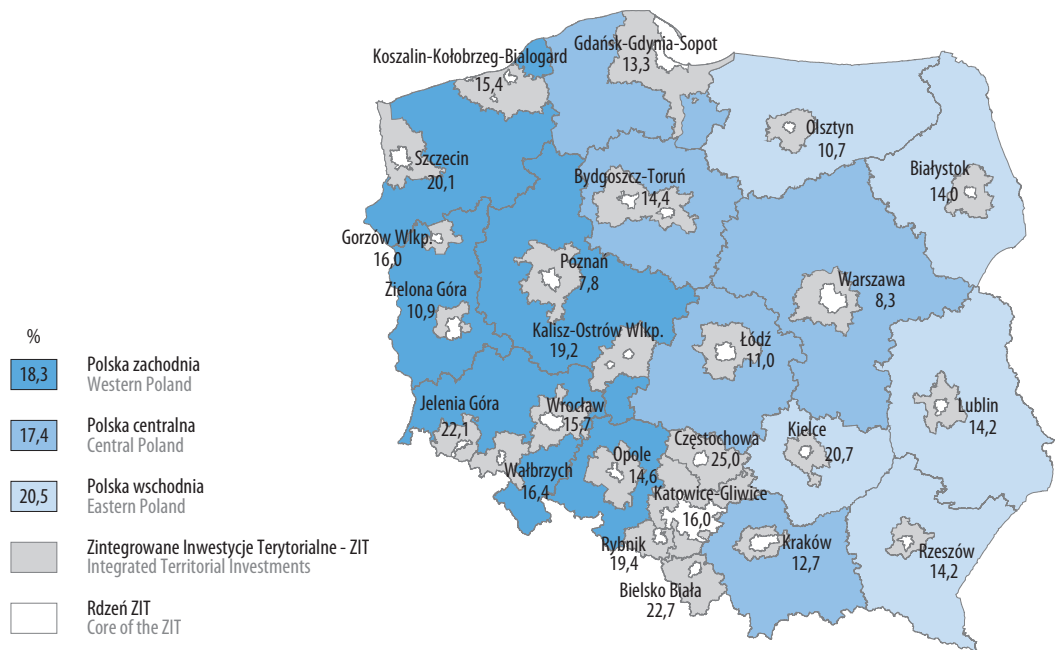 Gdańsk-Gdynia-Sopot
13,3
Koszalin-Kołobrzeg-Bialogard
15,4
Olsztyn
10,7
Szczecin
20,1
Białystok
14,0
Bydgoszcz-Toruń
14,4
Gorzów Wlkp.
16,0
Poznań
7,8
Warszawa
8,3
Zielona Góra
10,9
Kalisz-Ostrów Wlkp.
19,2
Łódź
11,0
Jelenia Góra
22,1
Wrocław
15,7
Lublin
14,2
Częstochowa
25,0
Kielce
20,7
Opole
14,6
Wałbrzych
16,4
Katowice-Gliwice
16,0
Rybnik
19,4
Kraków
12,7
Rzeszów
14,2
Bielsko Biała
22,7
%
18,3 Polska zachodnia
Western Poland
17,4 Polska centralna
Central Poland
20,5 Polska wschodnia
Eastern Poland
Zintegrowane Inwestycje Terytorialne - ZIT
Integrated Territorial Investments
Rdzeń ZIT
Core of the ZIT